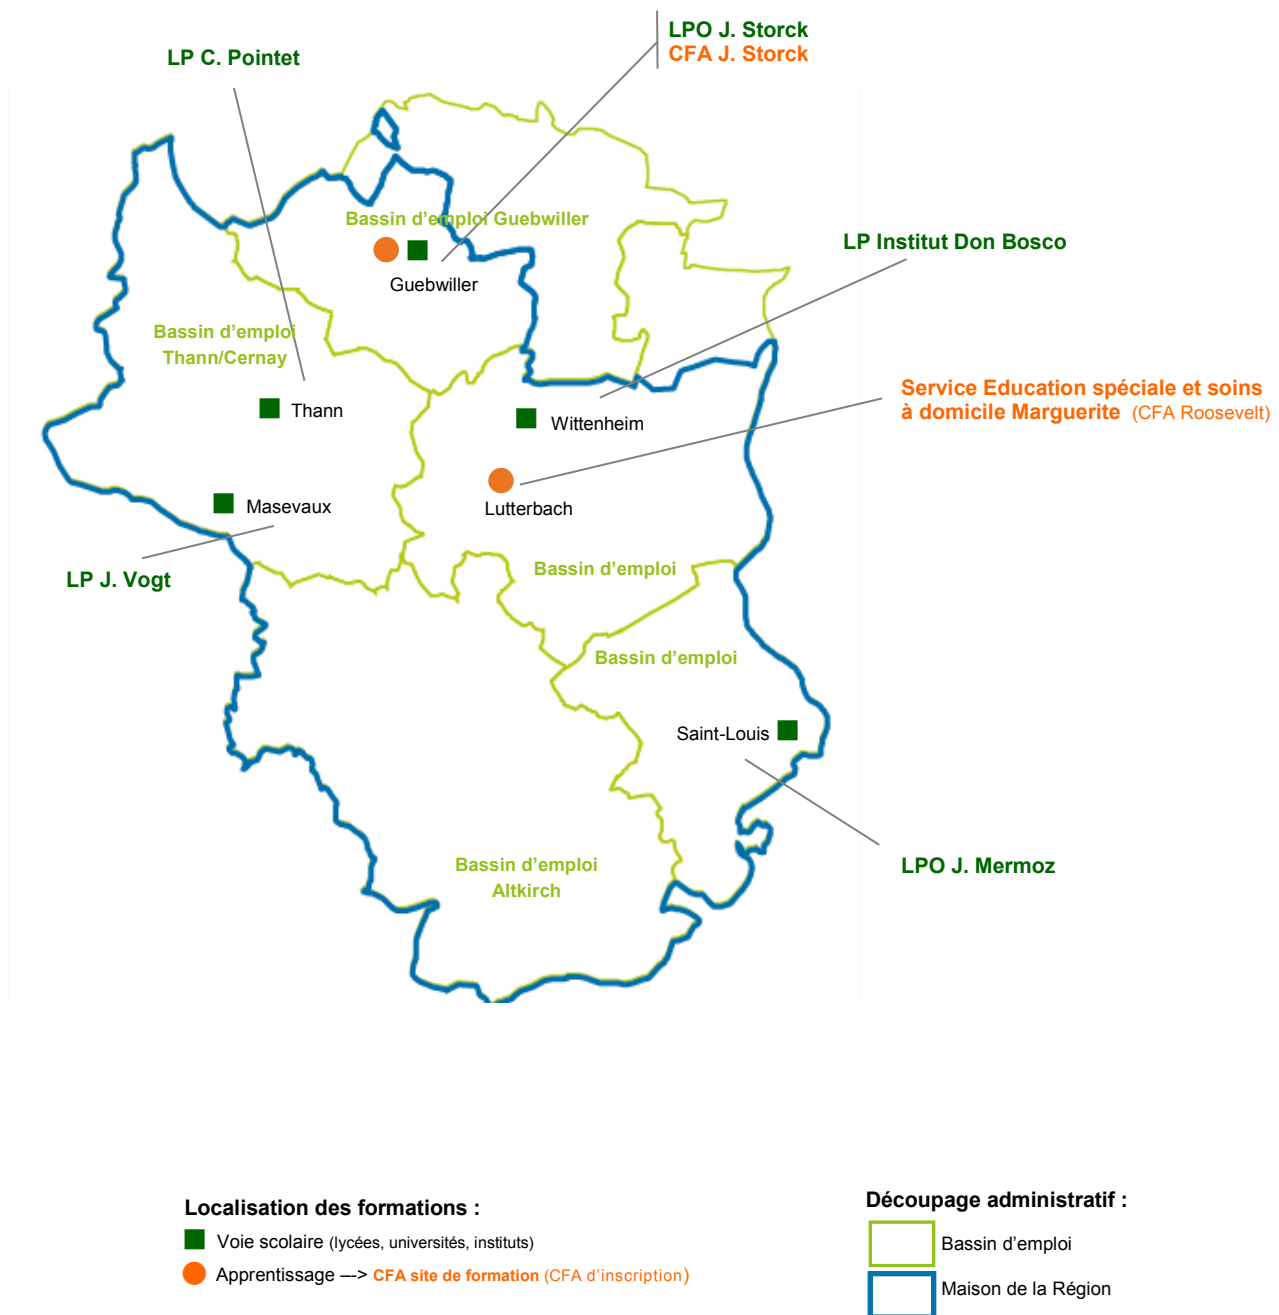 LPO J. Storck
CFA J. Storck
LP C. Pointet
Bassin d'emploi Guebwiller
Guebwiller
LP Institut Don Bosco
Bassin d'emploi
Thann/Cernay
Thann
Wittenheim
Service Education spéciale et soins
à domicile Marguerite (CFA Roosevelt)
Masevaux
Lutterbach
LP J. Vogt
Bassin d'emploi
Bassin d'emploi
Saint-Louis
Bassin d'emploi
Altkirch
LPO J. Mermoz
Localisation des formations :
Voie scolaire (lycées, universités, instituts)
Apprentissage —-> CFA site de formation (CFA d'inscription)
Découpage administratif :
Bassin d'emploi
Maison de la Région